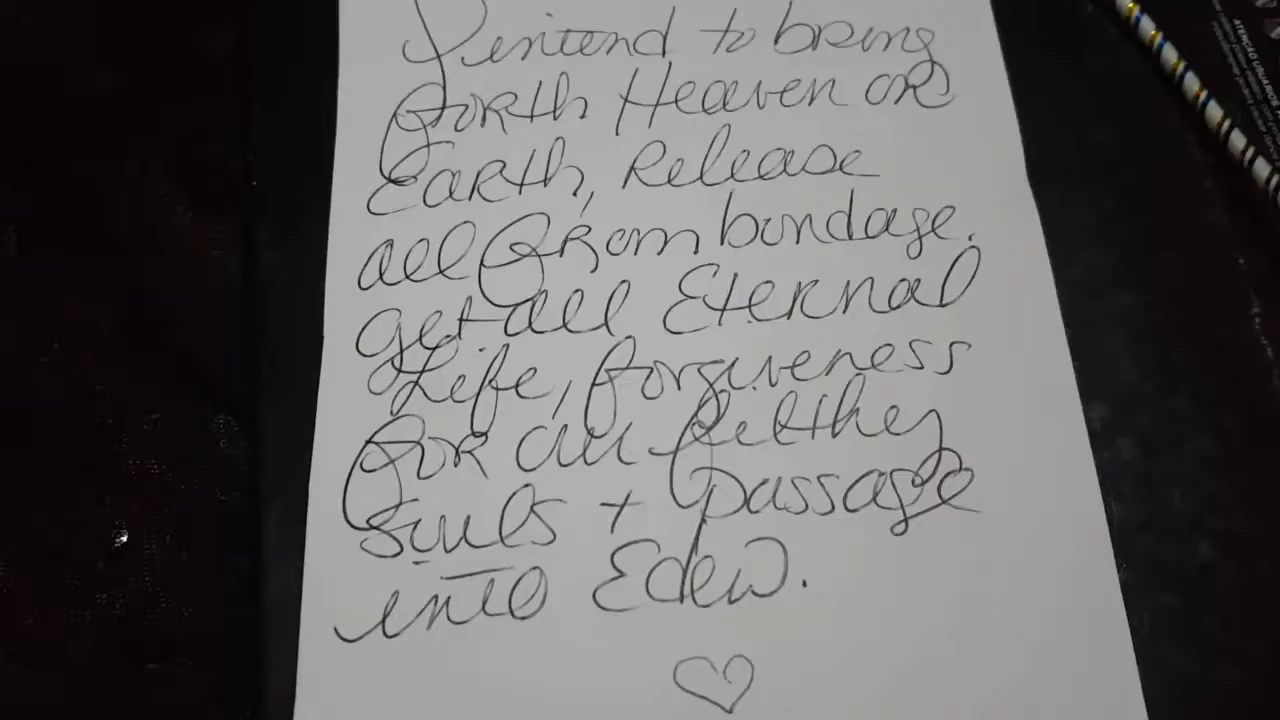 I intend to bring
forth Heaven on
Earth, Release
all from bondage.
get all Eternal
Life, forgiveness
for all filthy
souls + passage
into Eden.
ATENÇÃO